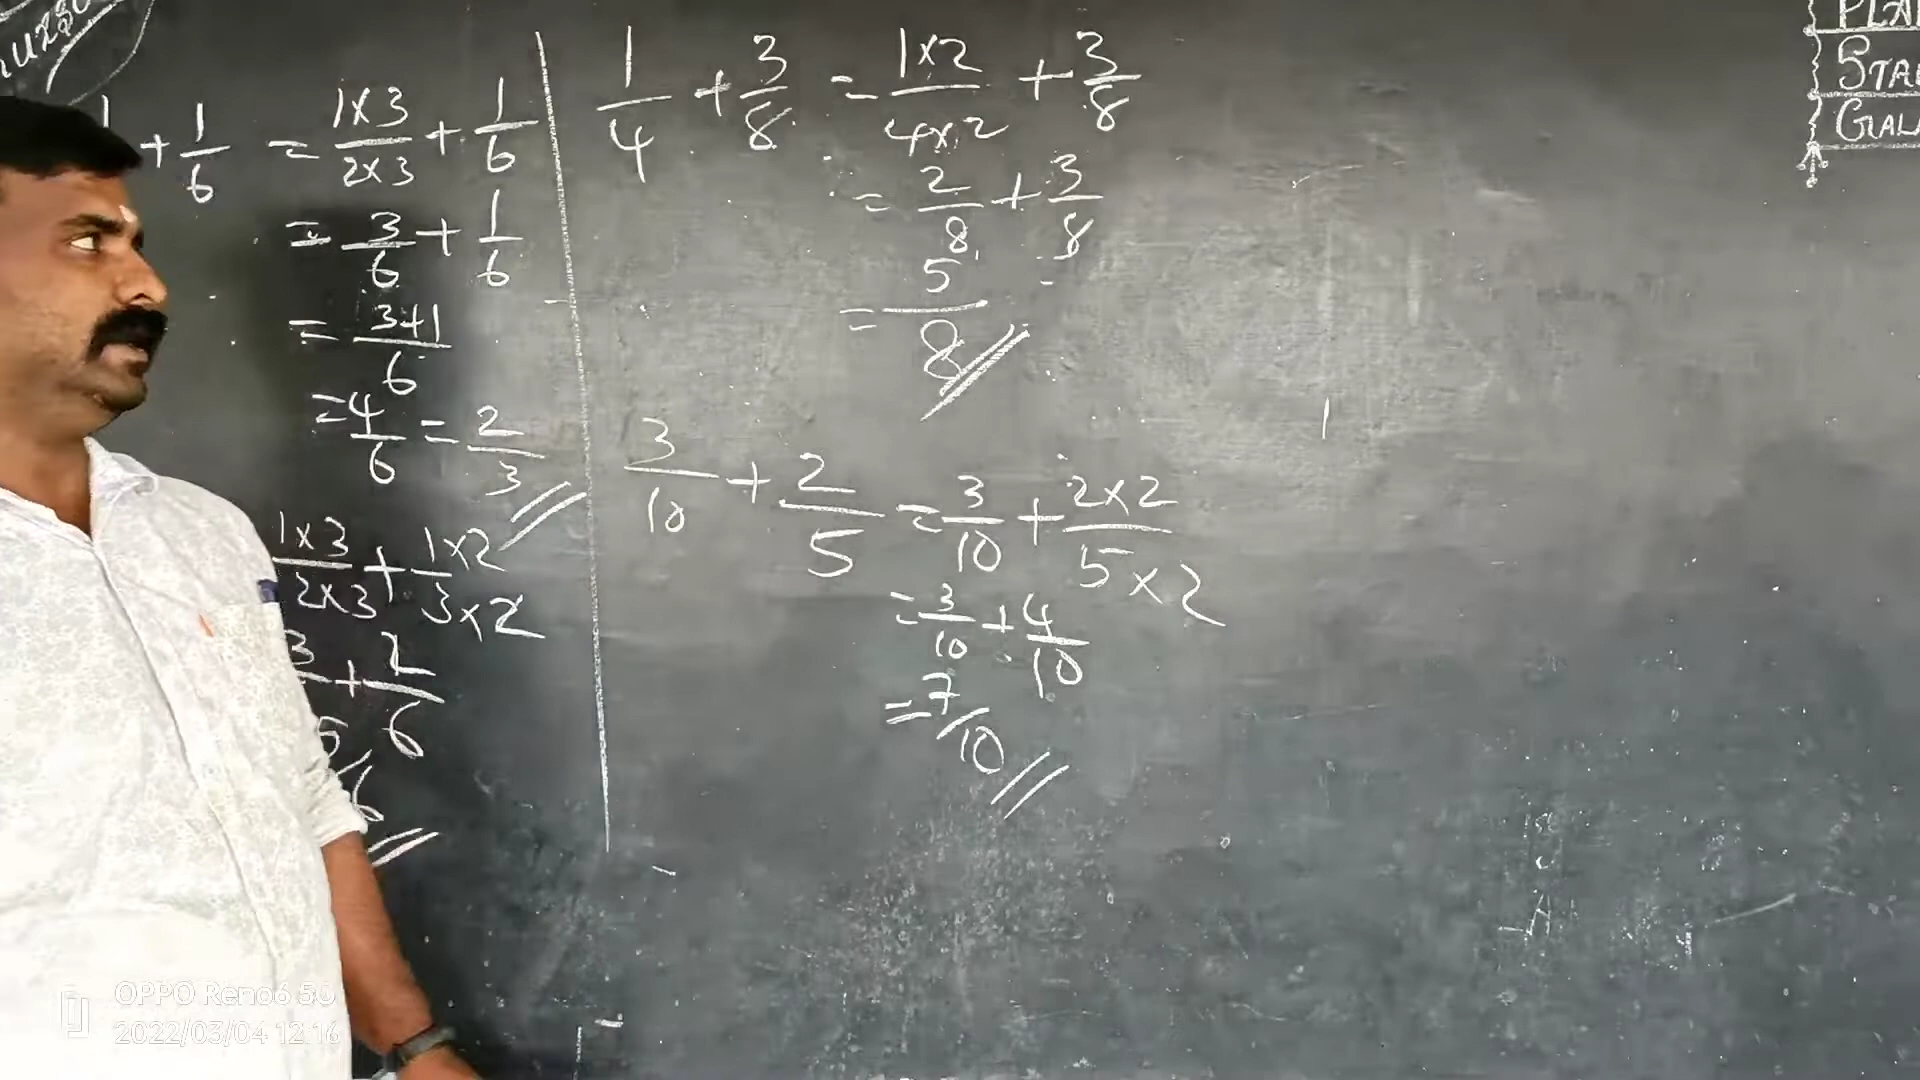 1/ + 1/6 = 1×3/2×3 + 1/6
= 3/6 + 1/6
= 3+1/6
= 4/6 = 2/3
1×3/2×3 + 1×2/3×2
3/ + 2/6
/6
1/4 + 3/8 = 1×2/4×2 + 3/8
= 2/8 + 3/8
= 5/8
3/10 + 2/5 = 3/10 + 2×2/5×2
= 3/10 + 4/10
= 7/10
OPPO Reno6 5G
2022/03/04 12:16